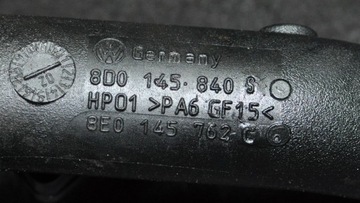 Germany
8D0 145 840 S
HP01 >PA6 GF15<
8E0 145 762 C